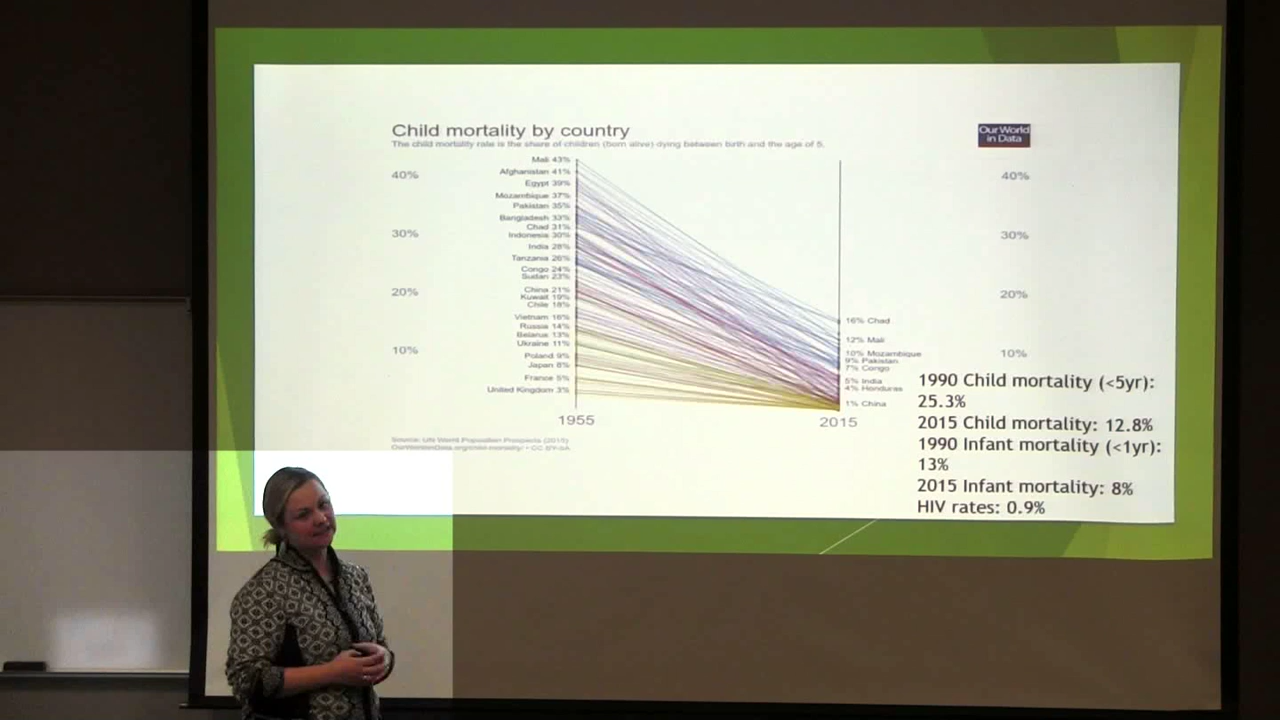 Child mortality by country
Our World
in Data
The child mortality rate is the share of children (born alive) dying between birth and the age of 5.
40%
30%
20%
10%
Mali 43%
Afghanistan 41%
Egypt 39%
Mozambique 37%
Pakistan 35%
Bangladesh 33%
Chad 31%
Indonesia 30%
India 28%
Tanzania 26%
Congo 24%
Sudan 23%
China 21%
Kuwait 19%
Chile 18%
Vietnam 16%
Russia 14%
Belarus 13%
Ukraine 11%
Poland 9%
Japan 8%
France 5%
United Kingdom 3%
16% Chad
12% Mali
10% Mozambique
9% Pakistan
7% Congo
5% India
4% Honduras
1% China
40%
30%
20%
10%
1955
2015
Source: UN World Population Prospects (2015)
OurWorldInData.org/child-mortality/ • CC BY-SA
1990 Child mortality (<5yr):
25.3%
2015 Child mortality: 12.8%
1990 Infant mortality (<1yr):
13%
2015 Infant mortality: 8%
HIV rates: 0.9%